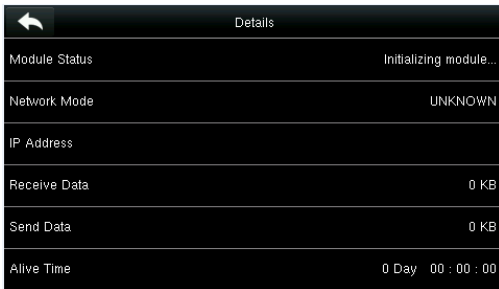 Details
Module Status Initializing module...
Network Mode UNKNOWN
IP Address
Receive Data 0 KB
Send Data 0 KB
Alive Time 0 Day 00 : 00 : 00